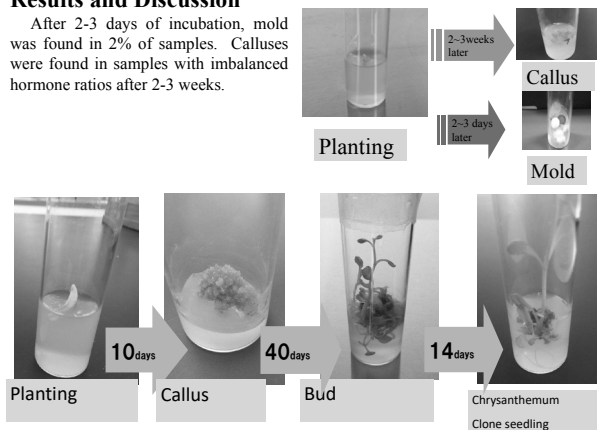 Results and Discussion
After 2-3 days of incubation, mold
was found in 2% of samples. Calluses
were found in samples with imbalanced
hormone ratios after 2-3 weeks.
2~3weeks
later
Callus
Planting
2~3 days
later
Mold
10days
40days
14days
Planting
Callus
Bud
Chrysanthemum
Clone seedling